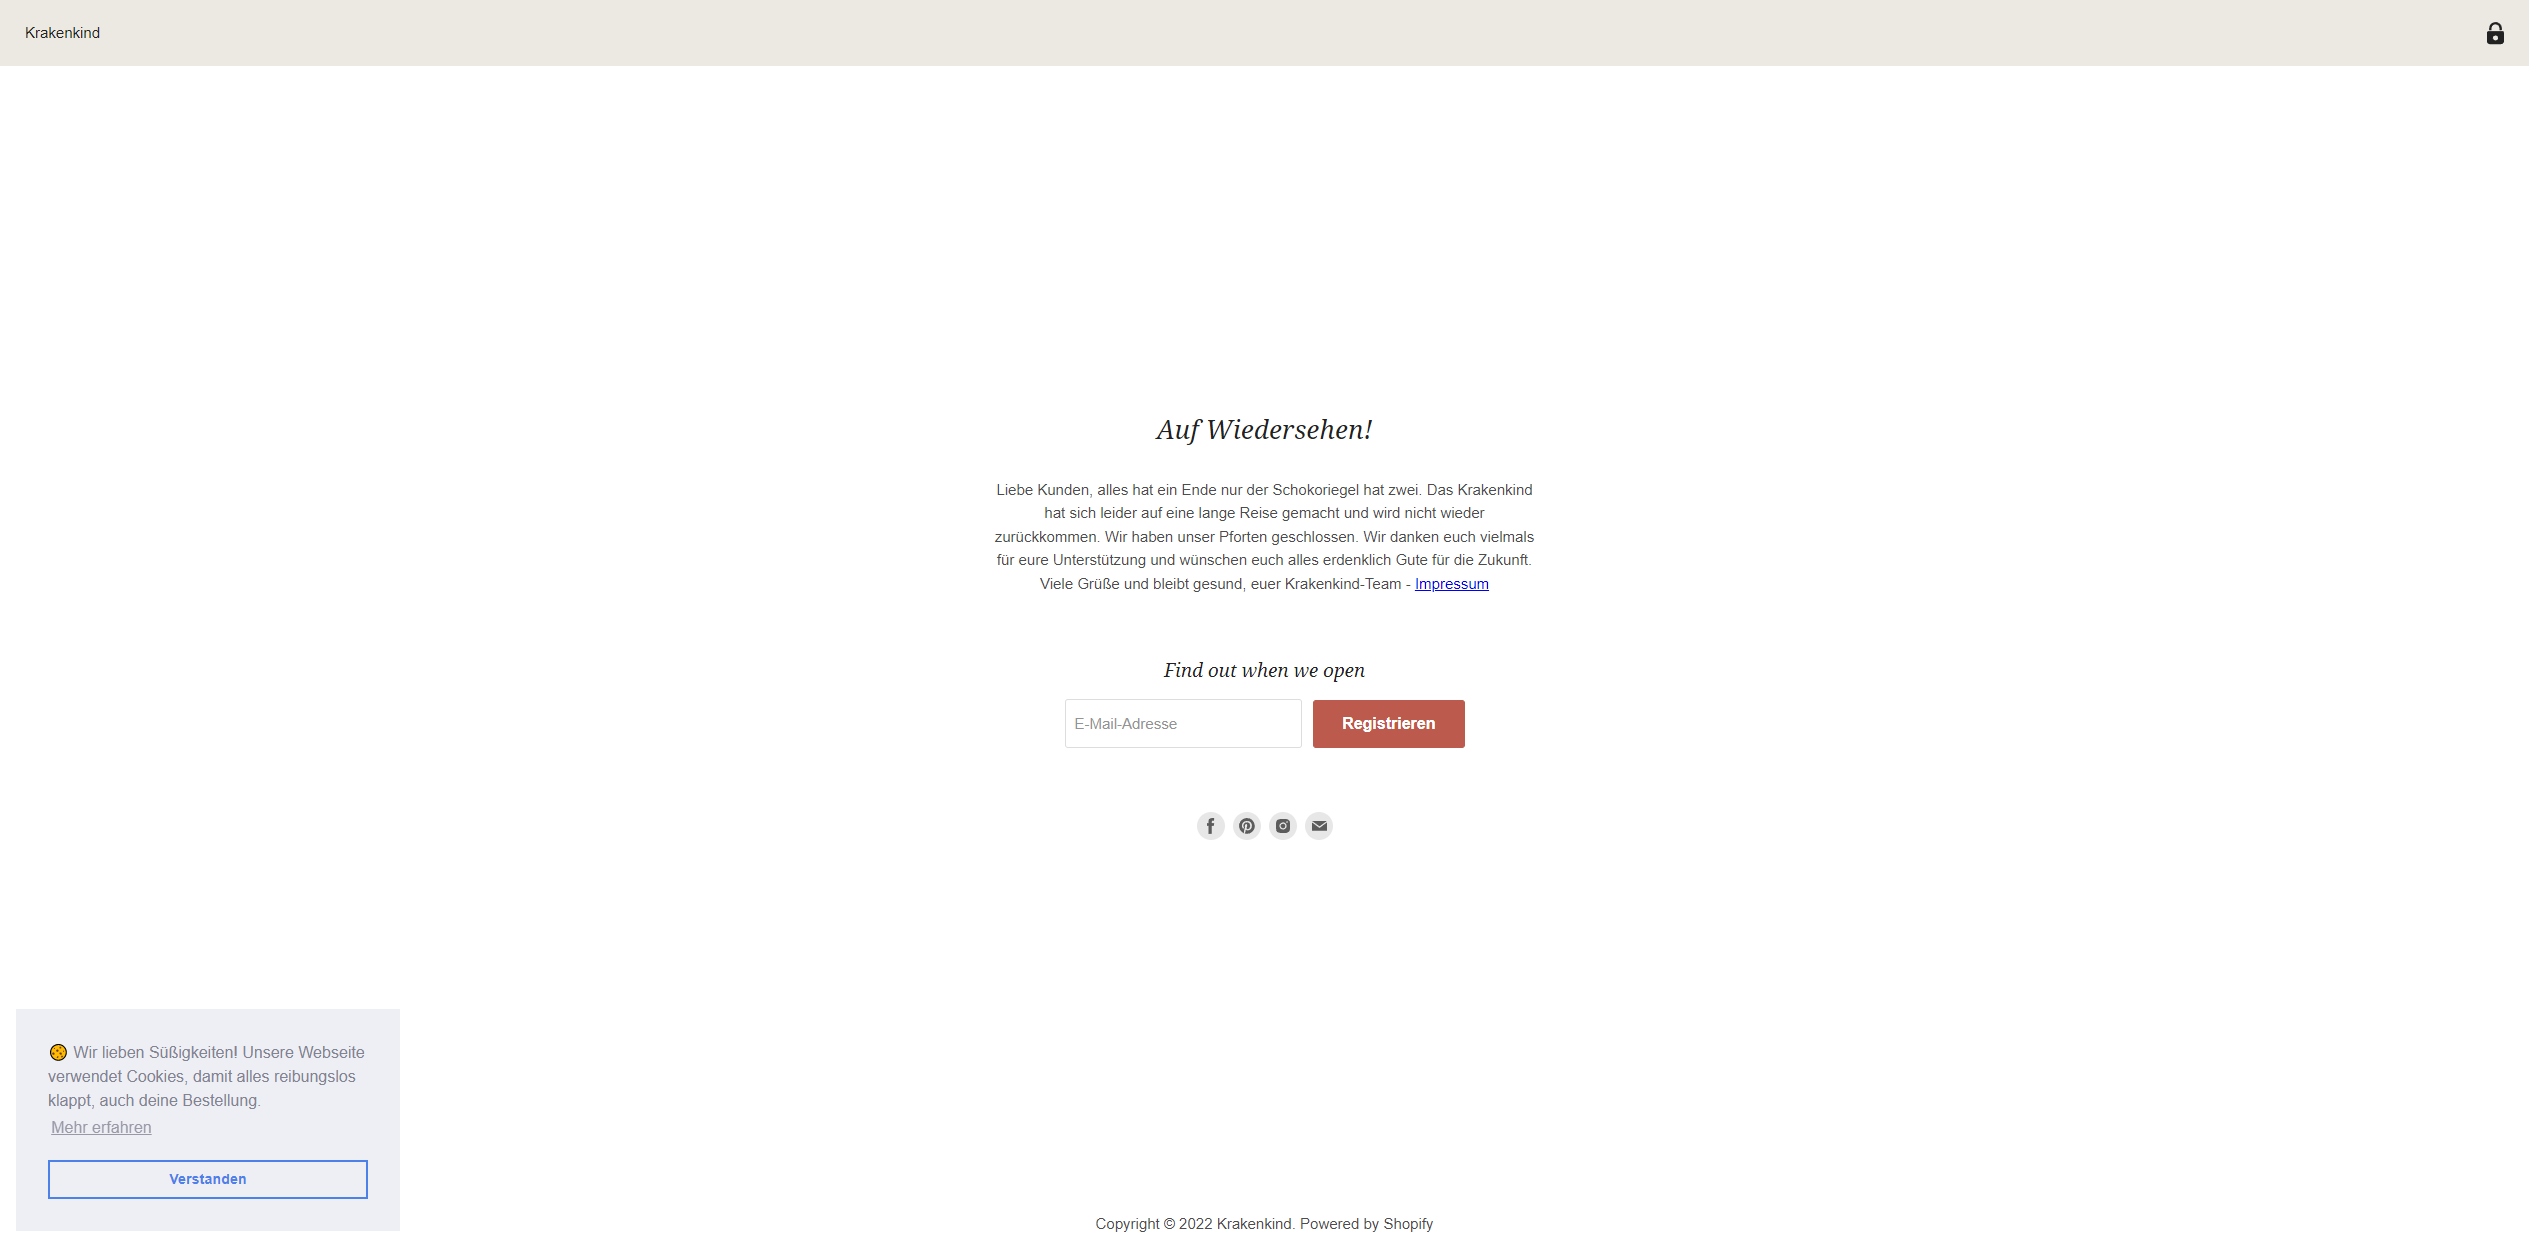 Krakenkind
Auf Wiedersehen!
Liebe Kunden, alles hat ein Ende nur der Schokoriegel hat zwei. Das Krakenkind
hat sich leider auf eine lange Reise gemacht und wird nicht wieder
zurückkommen. Wir haben unser Pforten geschlossen. Wir danken euch vielmals
für eure Unterstützung und wünschen euch alles erdenklich Gute für die Zukunft.
Viele Grüße und bleibt gesund, euer Krakenkind-Team - Impressum
Find out when we open
E-Mail-Adresse
Registrieren
🍪 Wir lieben Süßigkeiten! Unsere Webseite
verwendet Cookies, damit alles reibungslos
klappt, auch deine Bestellung.
Mehr erfahren
Verstanden
Copyright © 2022 Krakenkind. Powered by Shopify